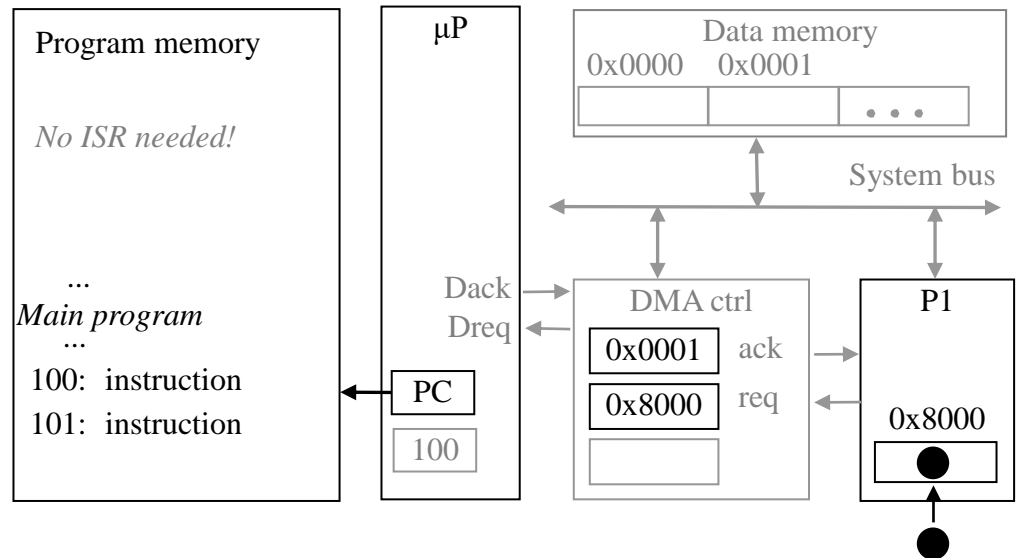 Program memory
No ISR needed!
...
Main program
...
100: instruction
101: instruction
μP
Dack
Dreq
PC
100
Data memory
0x0000 0x0001
System bus
DMA ctrl
0x0001 ack
0x8000 req
P1
0x8000